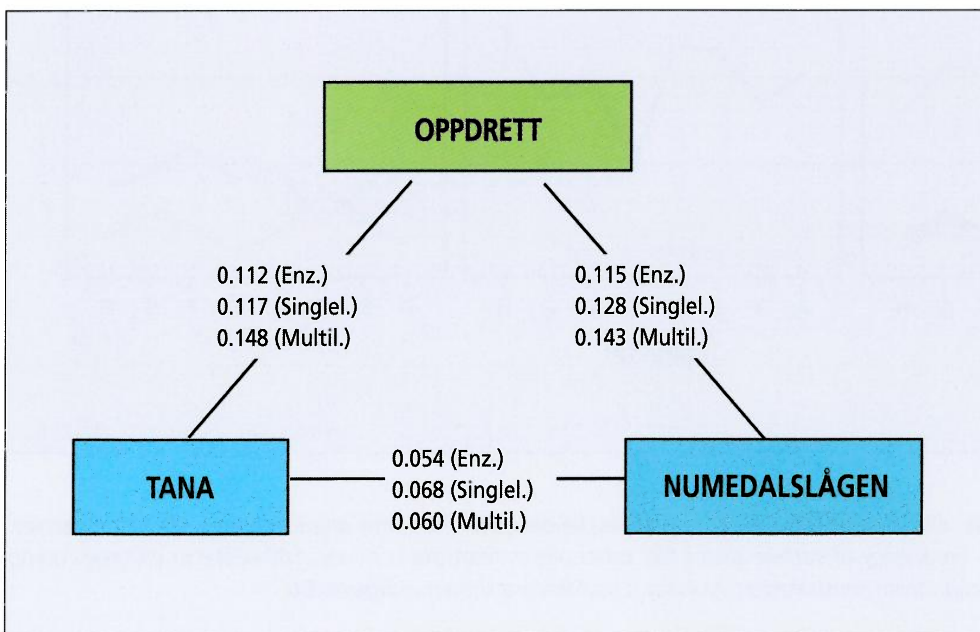 OPPDRETT
0.112 (Enz.)
0.117 (Singlel.)
0.148 (Multil.)
0.115 (Enz.)
0.128 (Singlel.)
0.143 (Multil.)
TANA
0.054 (Enz.)
0.068 (Singlel.)
0.060 (Multil.)
NUMEDALSLÅGEN